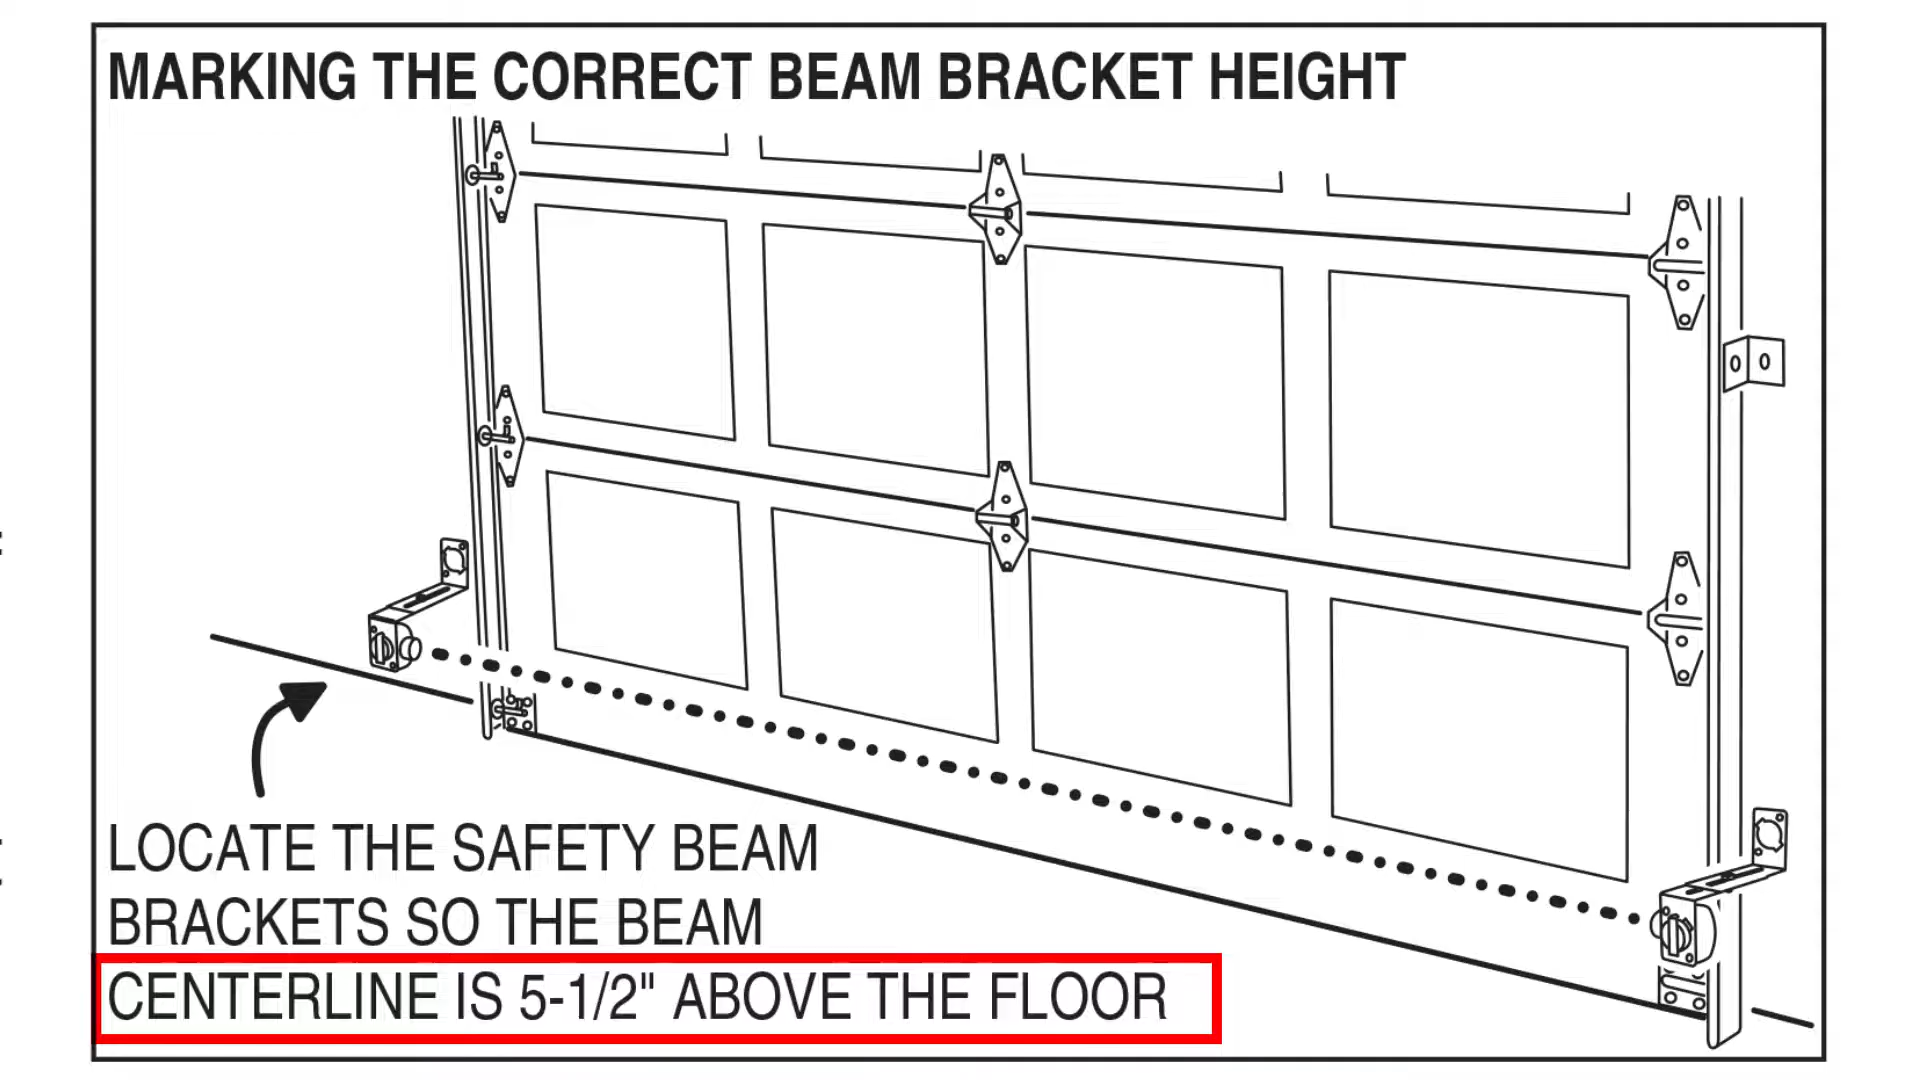 MARKING THE CORRECT BEAM BRACKET HEIGHT
LOCATE THE SAFETY BEAM
BRACKETS SO THE BEAM
CENTERLINE IS 5-1/2" ABOVE THE FLOOR